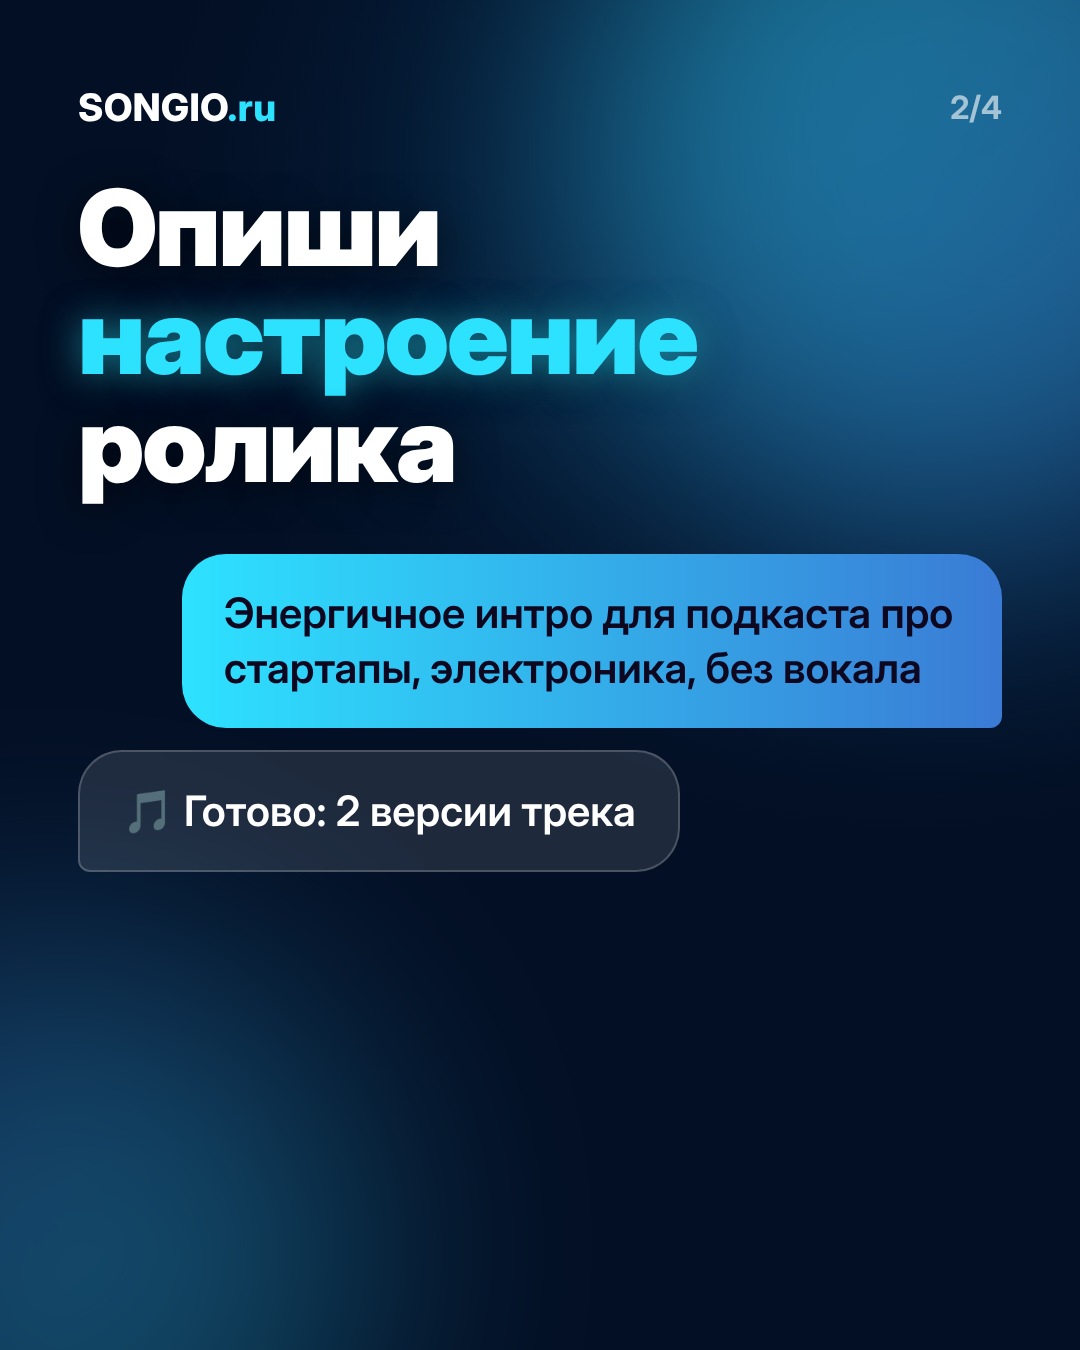 SONGIO.ru
2/4
Опиши
настроение
ролика
Энергичное интро для подкаста про
стартапы, электроника, без вокала
🎵 Готово: 2 версии трека